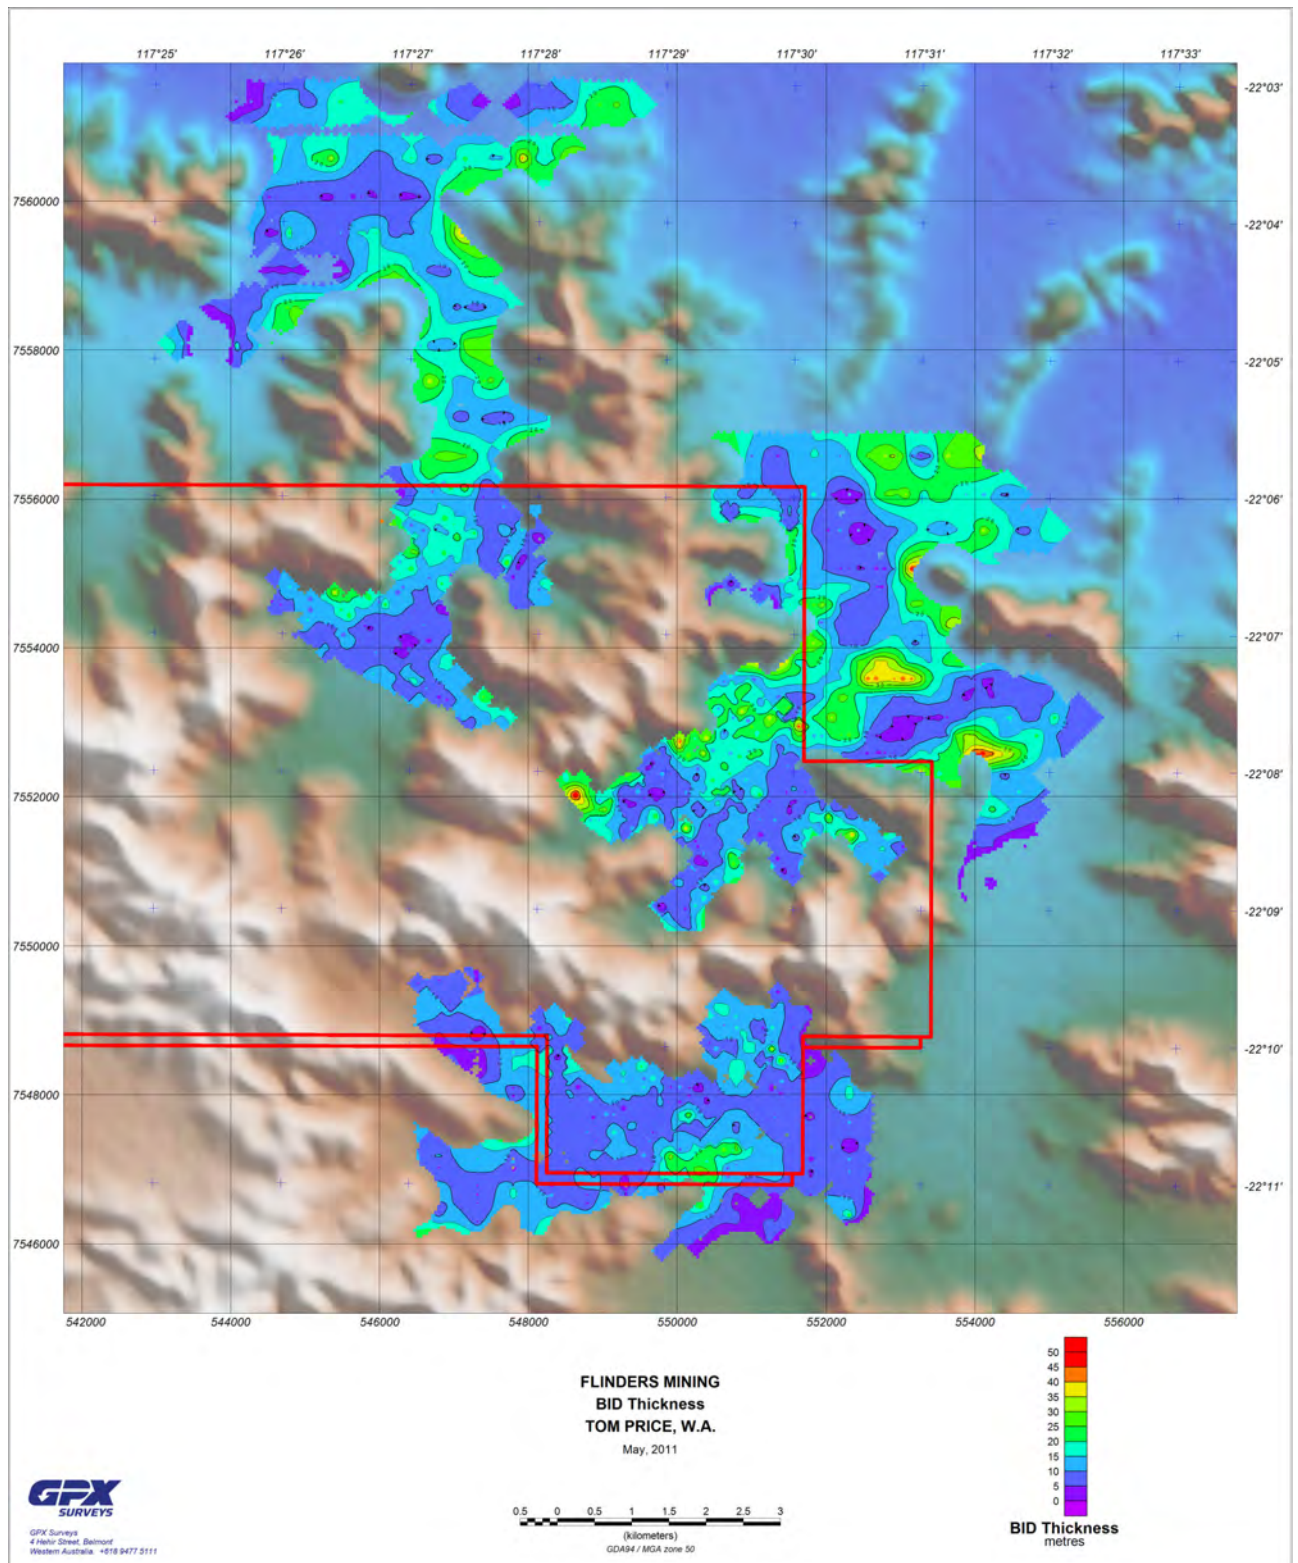 117°25' 117°26' 117°27' 117°28' 117°29' 117°30' 117°31' 117°32' 117°33'
-22°03'
7560000
-22°04'
7558000
-22°05'
7556000
-22°06'
7554000
-22°07'
-22°08'
7552000
-22°09'
7550000
-22°10'
7548000
-22°11'
7546000
542000 544000 546000 548000 550000 552000 554000 556000
FLINDERS MINING
BID Thickness
TOM PRICE, W.A.
May, 2011
50
45
40
35
30
25
20
15
10
5
0
BID Thickness
metres
0.5 0 0.5 1 1.5 2 2.5 3
(kilometers)
GDA94 / MGA zone 50
GPX
SURVEYS
GPX Surveys
4 Hehir Street, Belmont
Western Australia. +618 9477 5111